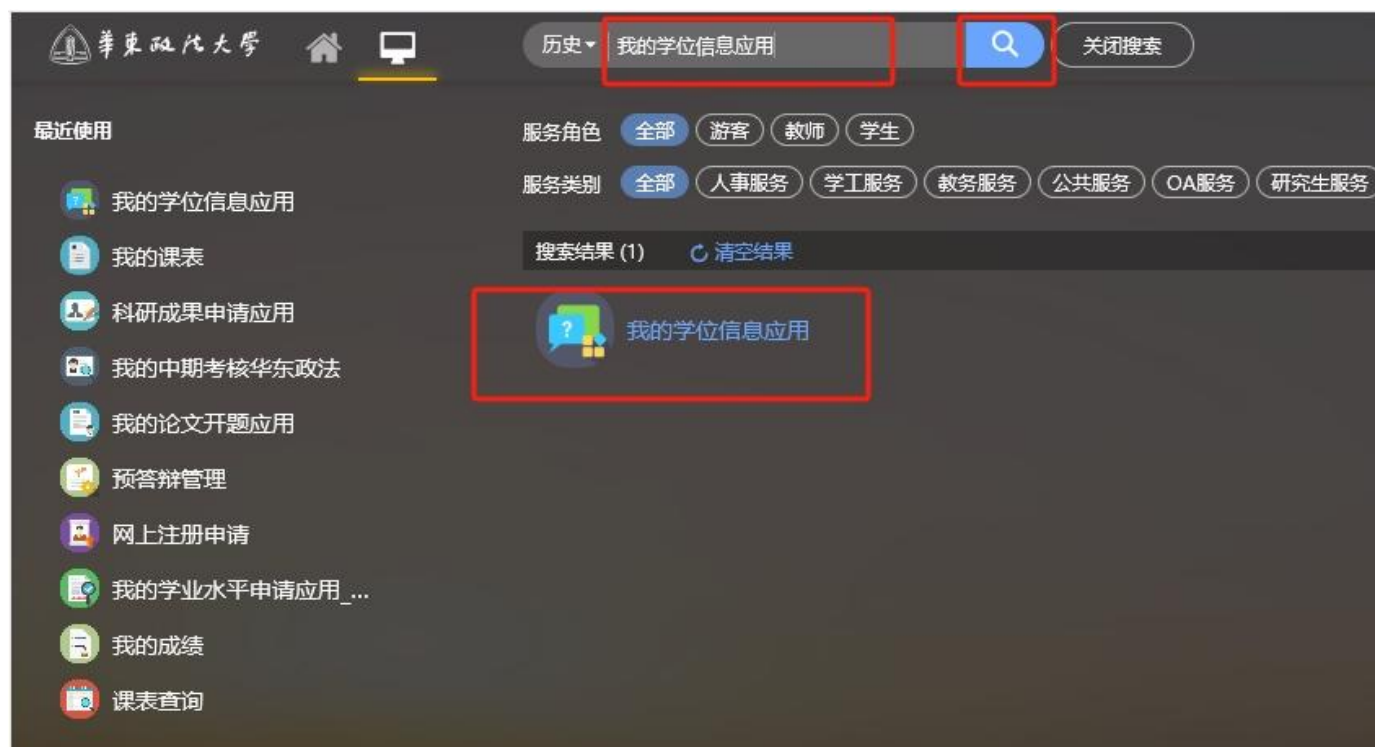 華東政法大學
历史 我的学位信息应用 关闭搜索
最近使用
我的学位信息应用
我的课表
科研成果申请应用
我的中期考核华东政法
我的论文开题应用
预答辩管理
网上注册申请
我的学业水平申请应用_...
我的成绩
课表查询
服务角色 全部 游客 教师 学生
服务类别 全部 人事服务 学工服务 教务服务 公共服务 OA服务 研究生服务
搜索结果 (1) 清空结果
我的学位信息应用